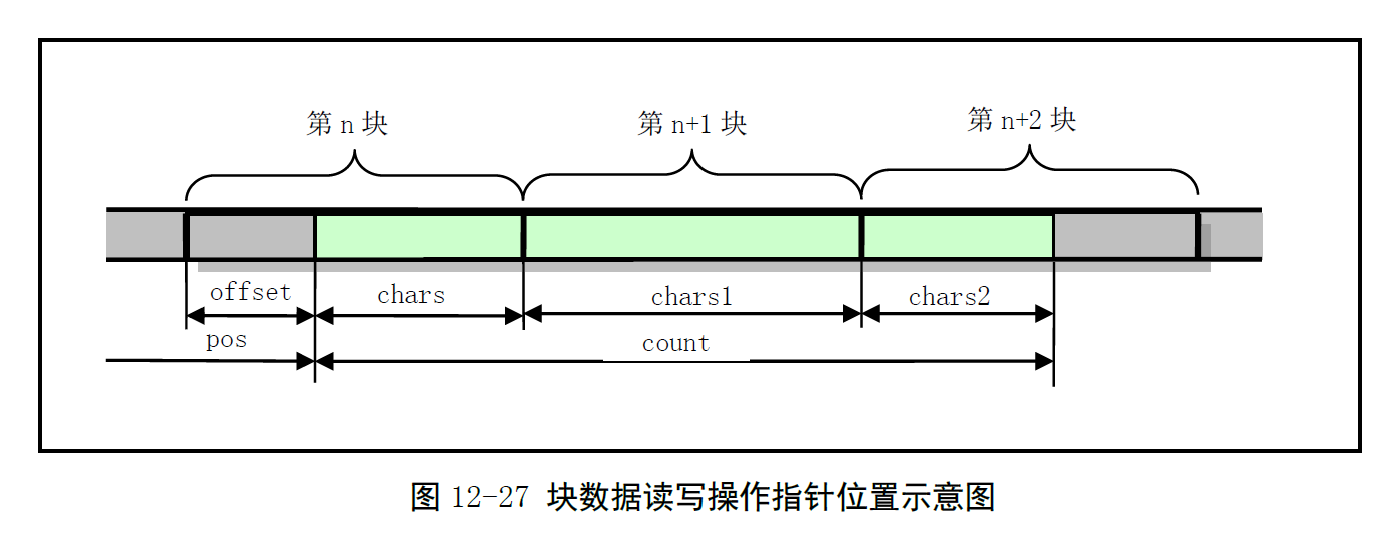 第 n 块
第 n+1 块
第 n+2 块
offset
chars
chars1
chars2
pos
count
图 12-27 块数据读写操作指针位置示意图